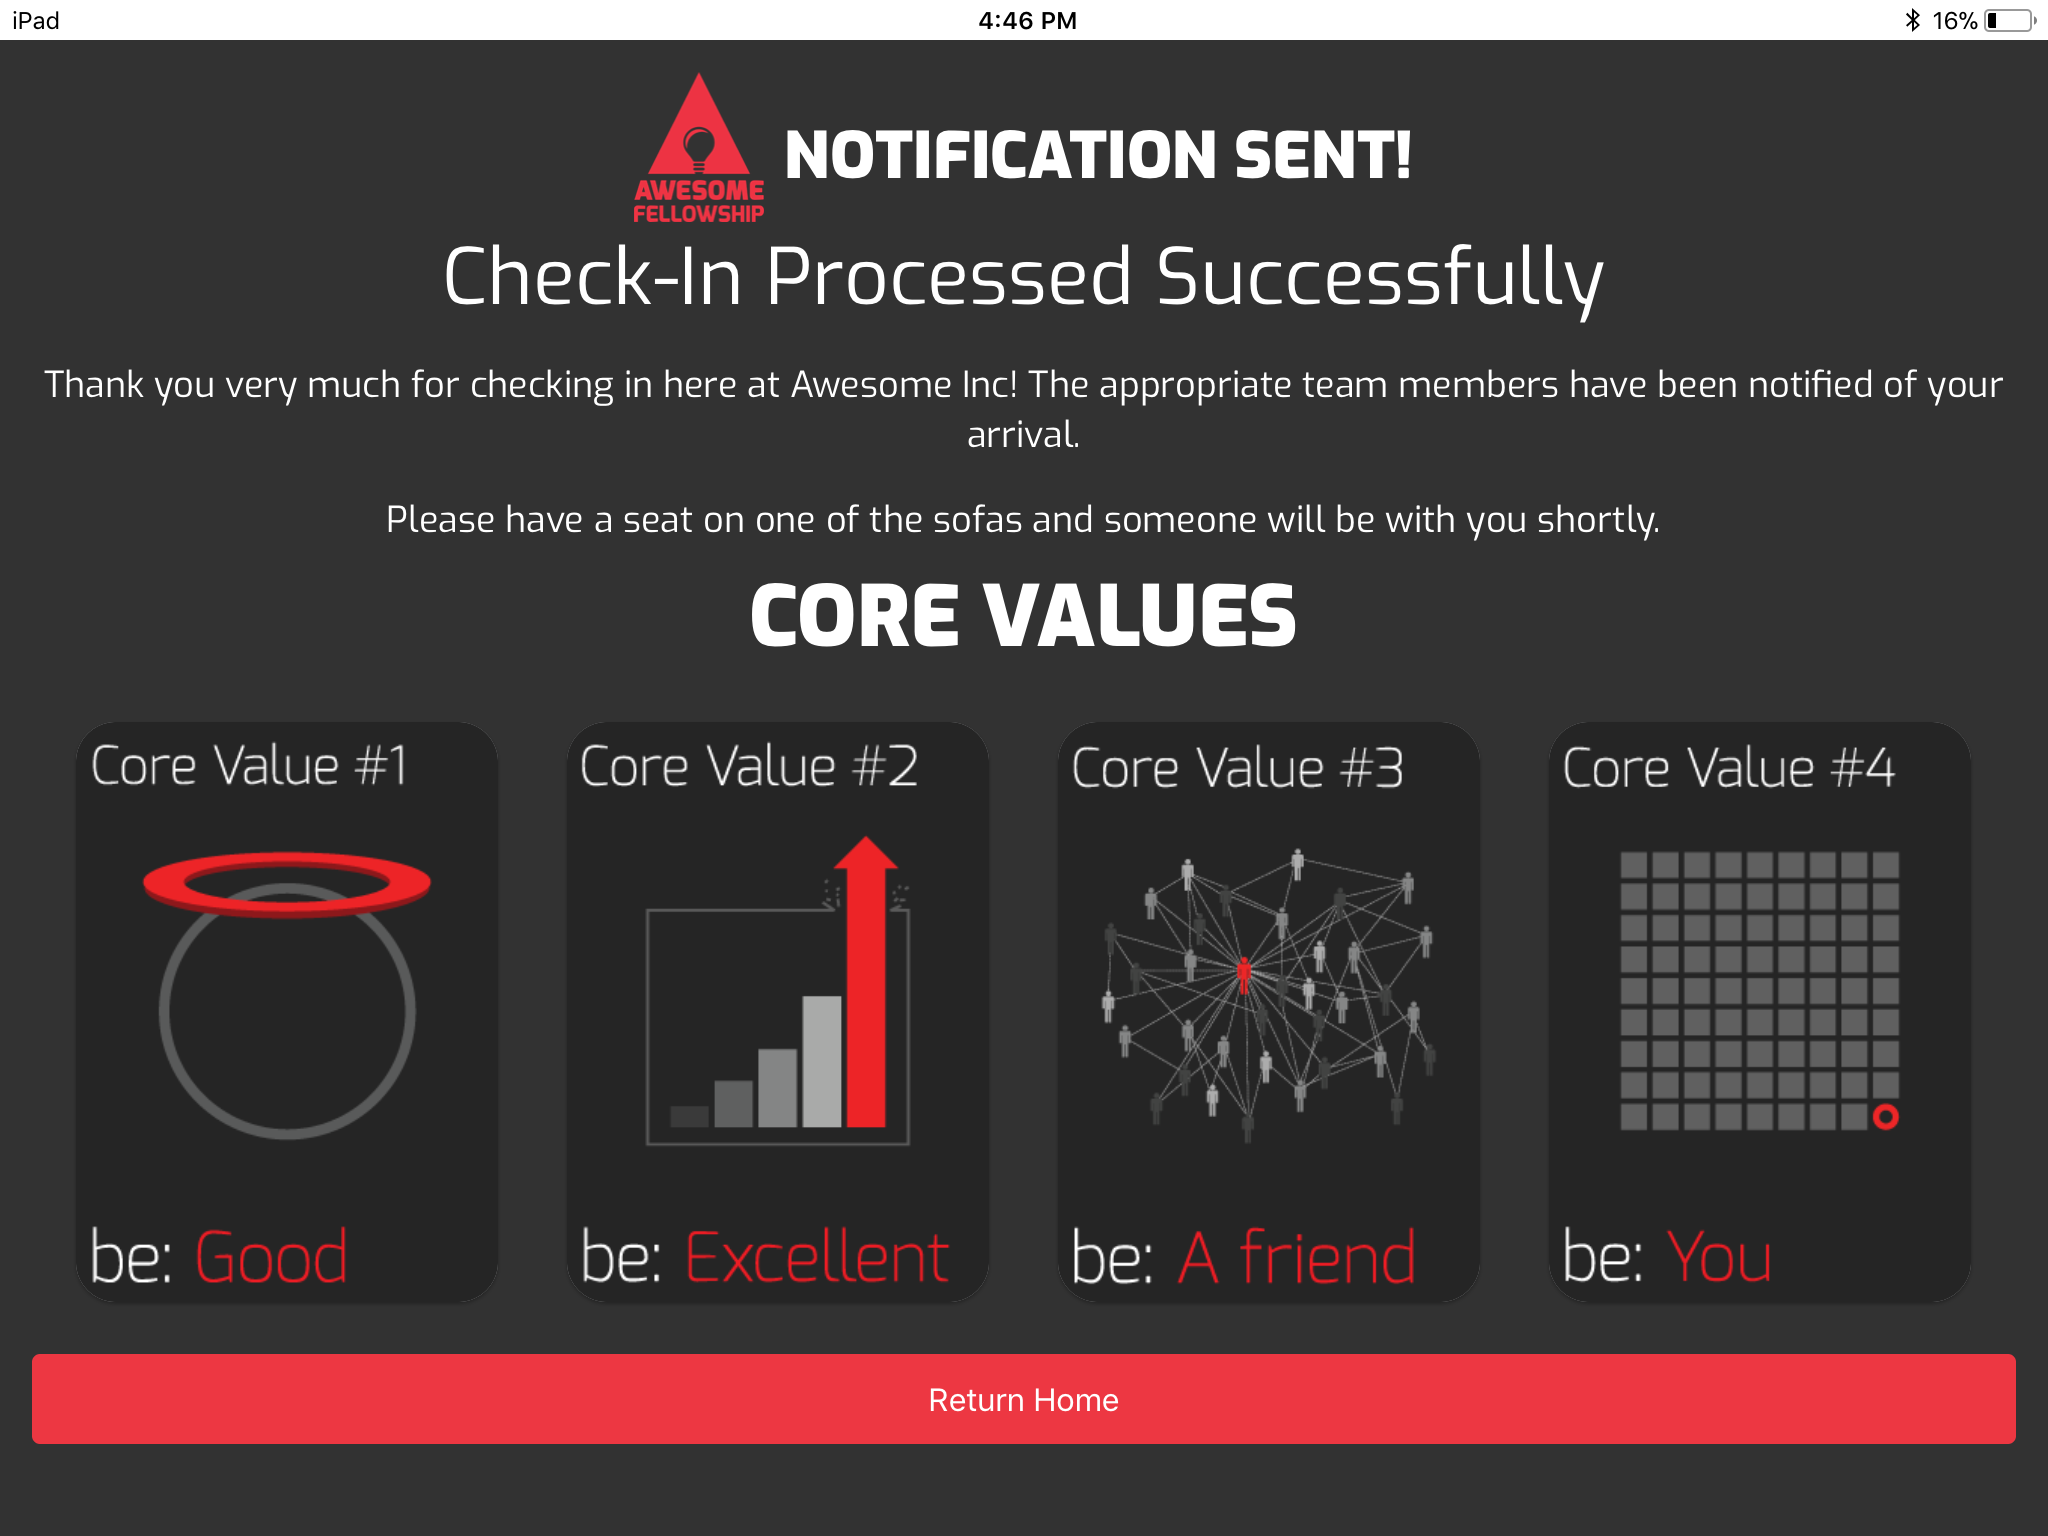 iPad
4:46 PM
16%
AWESOME
FELLOWSHIP
NOTIFICATION SENT!
Check-In Processed Successfully
Thank you very much for checking in here at Awesome Inc! The appropriate team members have been notified of your
arrival.
Please have a seat on one of the sofas and someone will be with you shortly.
CORE VALUES
Core Value #1
be: Good
Core Value #2
be: Excellent
Core Value #3
be: A friend
Core Value #4
be: You
Return Home